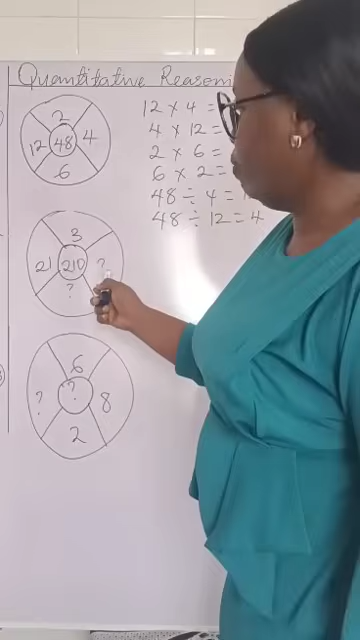 Quantitative Reasoni
2
12 48 4
6
12 x 4 =
4 x 12 =
2 x 6 =
6 x 2 =
48 ÷ 4 =
48 ÷ 12 = 4
3
21 210 ?
?
6
? ? 8
2